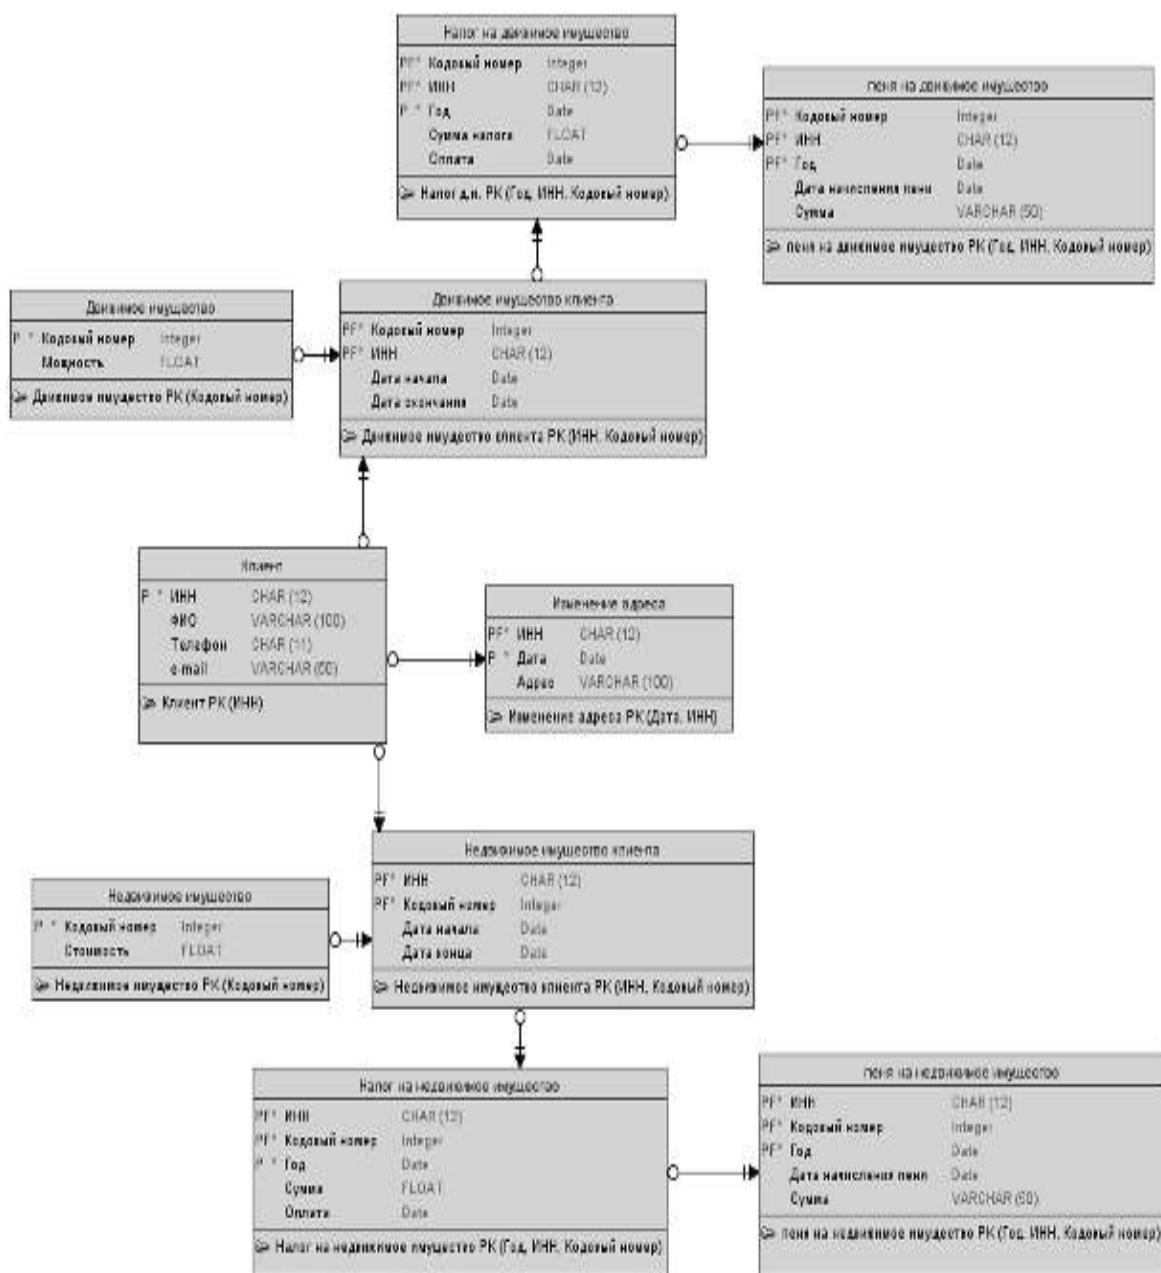 Налог на движимое имущество
PF* Кодовый номер Integer
PF* ИНН CHAR (12)
P * Год Date
Сумма налога FLOAT
Оплата Date
Налог д.и. PK (Год, ИНН, Кодовый номер)
пеня на движимое имущество
PF* Кодовый номер Integer
PF* ИНН CHAR (12)
PF* Год Date
Дата начисления пени Date
Сумма VARCHAR (50)
пеня на движимое имущество PK (Год, ИНН, Кодовый номер)
Движимое имущество
P * Кодовый номер Integer
Мощность FLOAT
Движимое имущество PK (Кодовый номер)
Движимое имущество клиента
PF* Кодовый номер Integer
PF* ИНН CHAR (12)
Дата начала Date
Дата окончания Date
Движимое имущество клиента PK (ИНН, Кодовый номер)
Клиент
P * ИНН CHAR (12)
ФИО VARCHAR (100)
Телефон CHAR (11)
e-mail VARCHAR (50)
Клиент PK (ИНН)
Изменение адреса
PF* ИНН CHAR (12)
P * Дата Date
Адрес VARCHAR (100)
Изменение адреса PK (Дата, ИНН)
Недвижимое имущество клиента
PF* ИНН CHAR (12)
PF* Кодовый номер Integer
Дата начала Date
Дата конца Date
Недвижимое имущество клиента PK (ИНН, Кодовый номер)
Недвижимое имущество
P * Кодовый номер Integer
Стоимость FLOAT
Недвижимое имущество PK (Кодовый номер)
Налог на недвижимое имущество
PF* ИНН CHAR (12)
PF* Кодовый номер Integer
P * Год Date
Сумма FLOAT
Оплата Date
Налог на недвижимое имущество PK (Год, ИНН, Кодовый номер)
пеня на недвижимое имущество
PF* ИНН CHAR (12)
PF* Кодовый номер Integer
PF* Год Date
Дата начисления пени Date
Сумма VARCHAR (50)
пеня на недвижимое имущество PK (Год, ИНН, Кодовый номер)